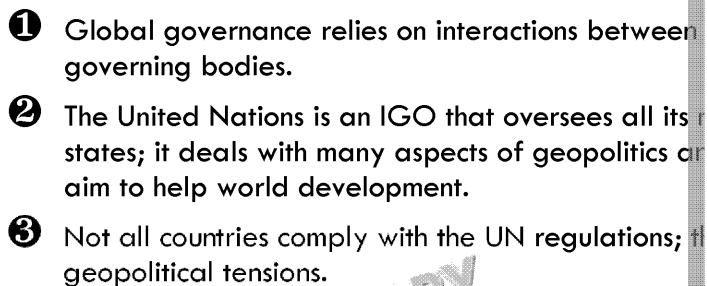 ❶ Global governance relies on interactions between
governing bodies.
❷ The United Nations is an IGO that oversees all its
states; it deals with many aspects of geopolitics
aim to help world development.
❸ Not all countries comply with the UN regulations;
geopolitical tensions.